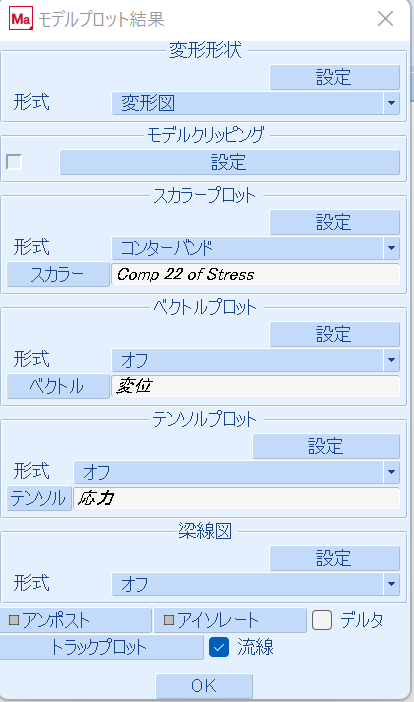 Ma モデルプロット結果
変形形状
設定
形式 変形図
モデルクリッピング
設定
スカラープロット
設定
形式 コンターバンド
スカラー Comp 22 of Stress
ベクトルプロット
設定
形式 オフ
ベクトル 変位
テンソルプロット
設定
形式 オフ
テンソル 応力
梁線図
設定
形式 オフ
アンポスト アイソレート デルタ
トラックプロット 流線
OK